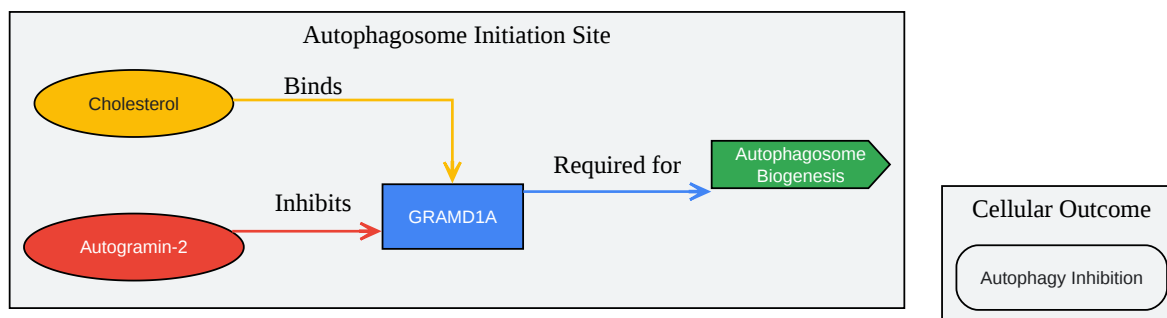 Autophagosome Initiation Site
Binds
Cholesterol
Required for
Autophagosome
Biogenesis
Inhibits
GRAMD1A
Autogramin-2
Cellular Outcome
Autophagy Inhibition